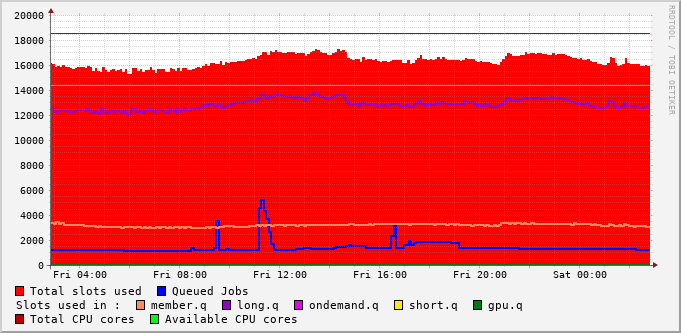 RRDTOOL / TOBI OETIKER
20000
18000
16000
14000
12000
10000
8000
6000
4000
2000
0
Fri 04:00 Fri 08:00 Fri 12:00 Fri 16:00 Fri 20:00 Sat 00:00
Total slots used Queued Jobs
Slots used in : member.q long.q ondemand.q short.q gpu.q
Total CPU cores Available CPU cores